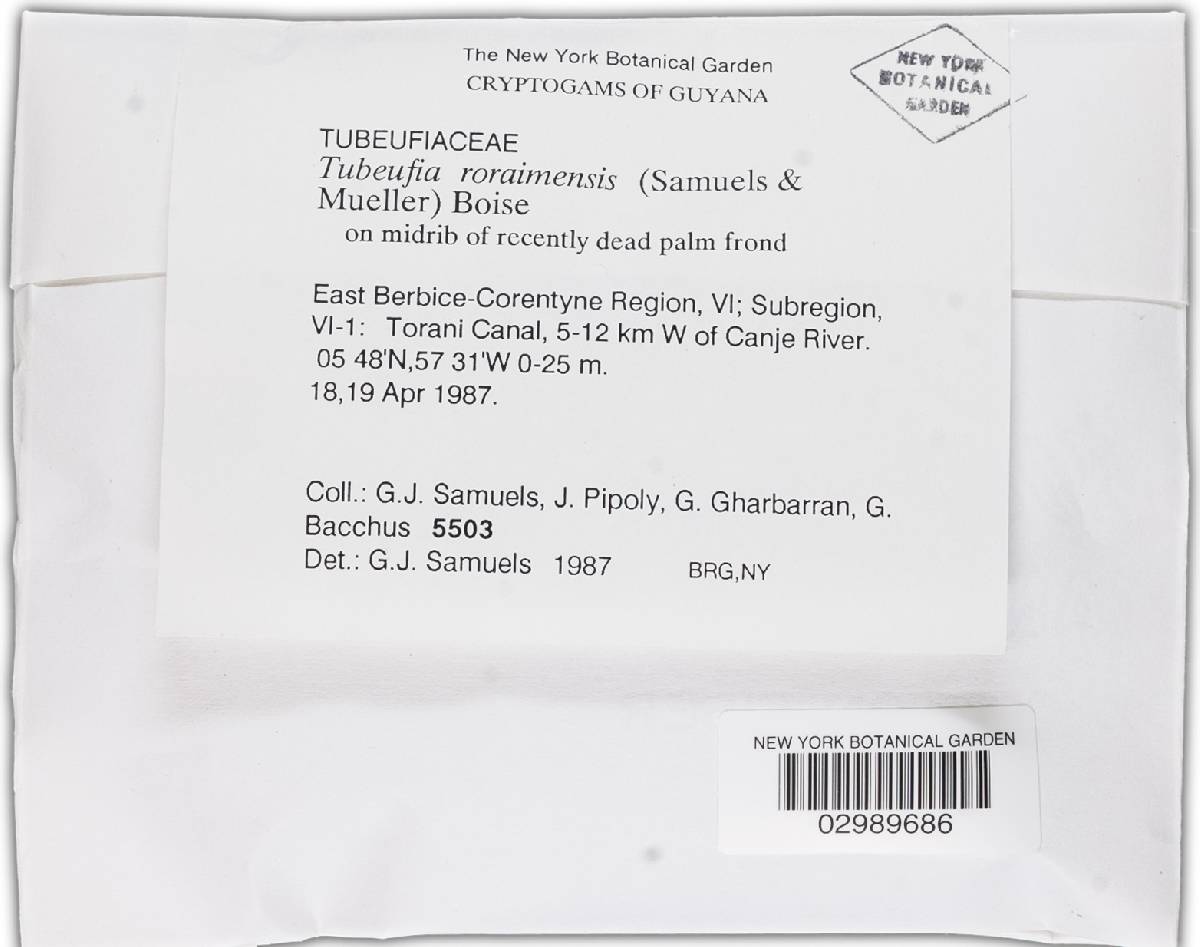 The New York Botanical Garden
CRYPTOGAMS OF GUYANA
NEW YORK
BOTANICAL
GARDEN
TUBEUFIACEAE
Tubeufia roraimensis (Samuels &
Mueller) Boise
on midrib of recently dead palm frond
East Berbice-Corentyne Region, VI; Subregion,
VI-1: Torani Canal, 5-12 km W of Canje River.
05 48'N,57 31'W 0-25 m.
18,19 Apr 1987.
Coll.: G.J. Samuels, J. Pipoly, G. Gharbarran, G.
Bacchus 5503
Det.: G.J. Samuels 1987 BRG,NY
NEW YORK BOTANICAL GARDEN
02989686